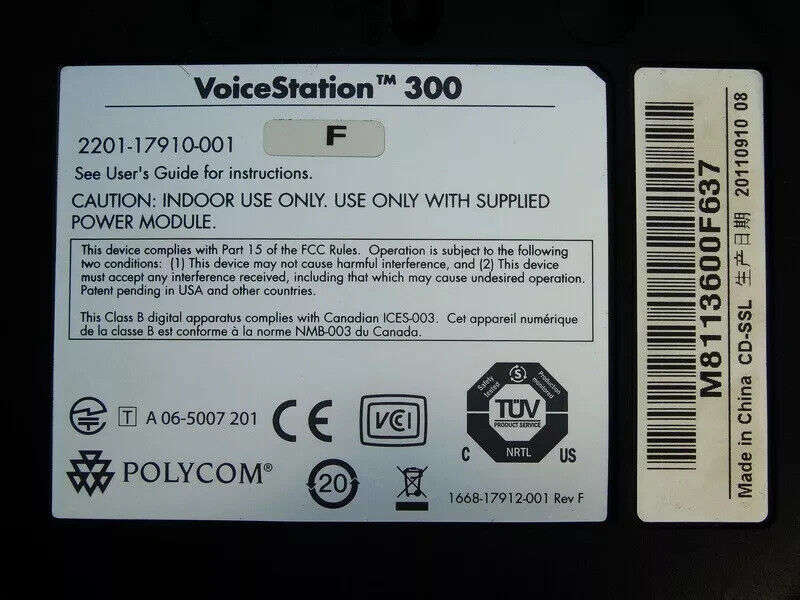 VoiceStation™ 300
2201-17910-001 F
See User's Guide for instructions.
CAUTION: INDOOR USE ONLY. USE ONLY WITH SUPPLIED
POWER MODULE.
This device complies with Part 15 of the FCC Rules. Operation is subject to the following
two conditions: (1) This device may not cause harmful interference, and (2) This device
must accept any interference received, including that which may cause undesired operation.
Patent pending in USA and other countries.
This Class B digital apparatus complies with Canadian ICES-003. Cet appareil numérique
de la classe B est conforme à la norme NMB-003 du Canada.
T A 06-5007 201
CE
VCI
Safety tested
Production monitored
S
TÜV
PRODUCT SERVICE
NRTL
C US
POLYCOM®
20
1668-17912-001 Rev F
M8113600F637
Made in China CD-SSL 生产日期 20110910 08